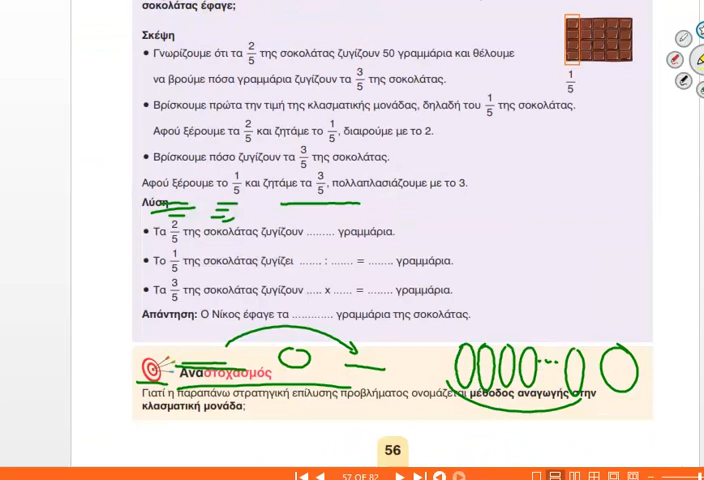 σοκολάτας έφαγε;
Σκέψη
• Γνωρίζουμε ότι τα 2/5 της σοκολάτας ζυγίζουν 50 γραμμάρια και θέλουμε
να βρούμε πόσα γραμμάρια ζυγίζουν τα 3/5 της σοκολάτας.
1/5
• Βρίσκουμε πρώτα την τιμή της κλασματικής μονάδας, δηλαδή του 1/5 της σοκολάτας.
Αφού ξέρουμε τα 2/5 και ζητάμε το 1/5, διαιρούμε με το 2.
• Βρίσκουμε πόσο ζυγίζουν τα 3/5 της σοκολάτας.
Αφού ξέρουμε το 1/5 και ζητάμε τα 3/5, πολλαπλασιάζουμε με το 3.
Λύση
• Τα 2/5 της σοκολάτας ζυγίζουν ......... γραμμάρια.
• Το 1/5 της σοκολάτας ζυγίζει ....... : ....... = ........ γραμμάρια.
• Τα 3/5 της σοκολάτας ζυγίζουν ..... x ...... = ........ γραμμάρια.
Απάντηση: Ο Νίκος έφαγε τα ............. γραμμάρια της σοκολάτας.
Αναστοχασμός
Γιατί η παραπάνω στρατηγική επίλυσης προβλήματος ονομάζεται μέθοδος αναγωγής στην
κλασματική μονάδα;
56
57 OF 82